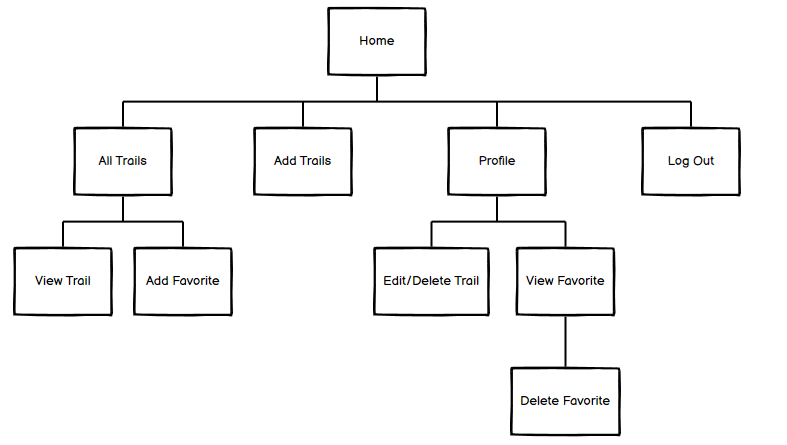 Home
All Trails
Add Trails
Profile
Log Out
View Trail
Add Favorite
Edit/Delete Trail
View Favorite
Delete Favorite